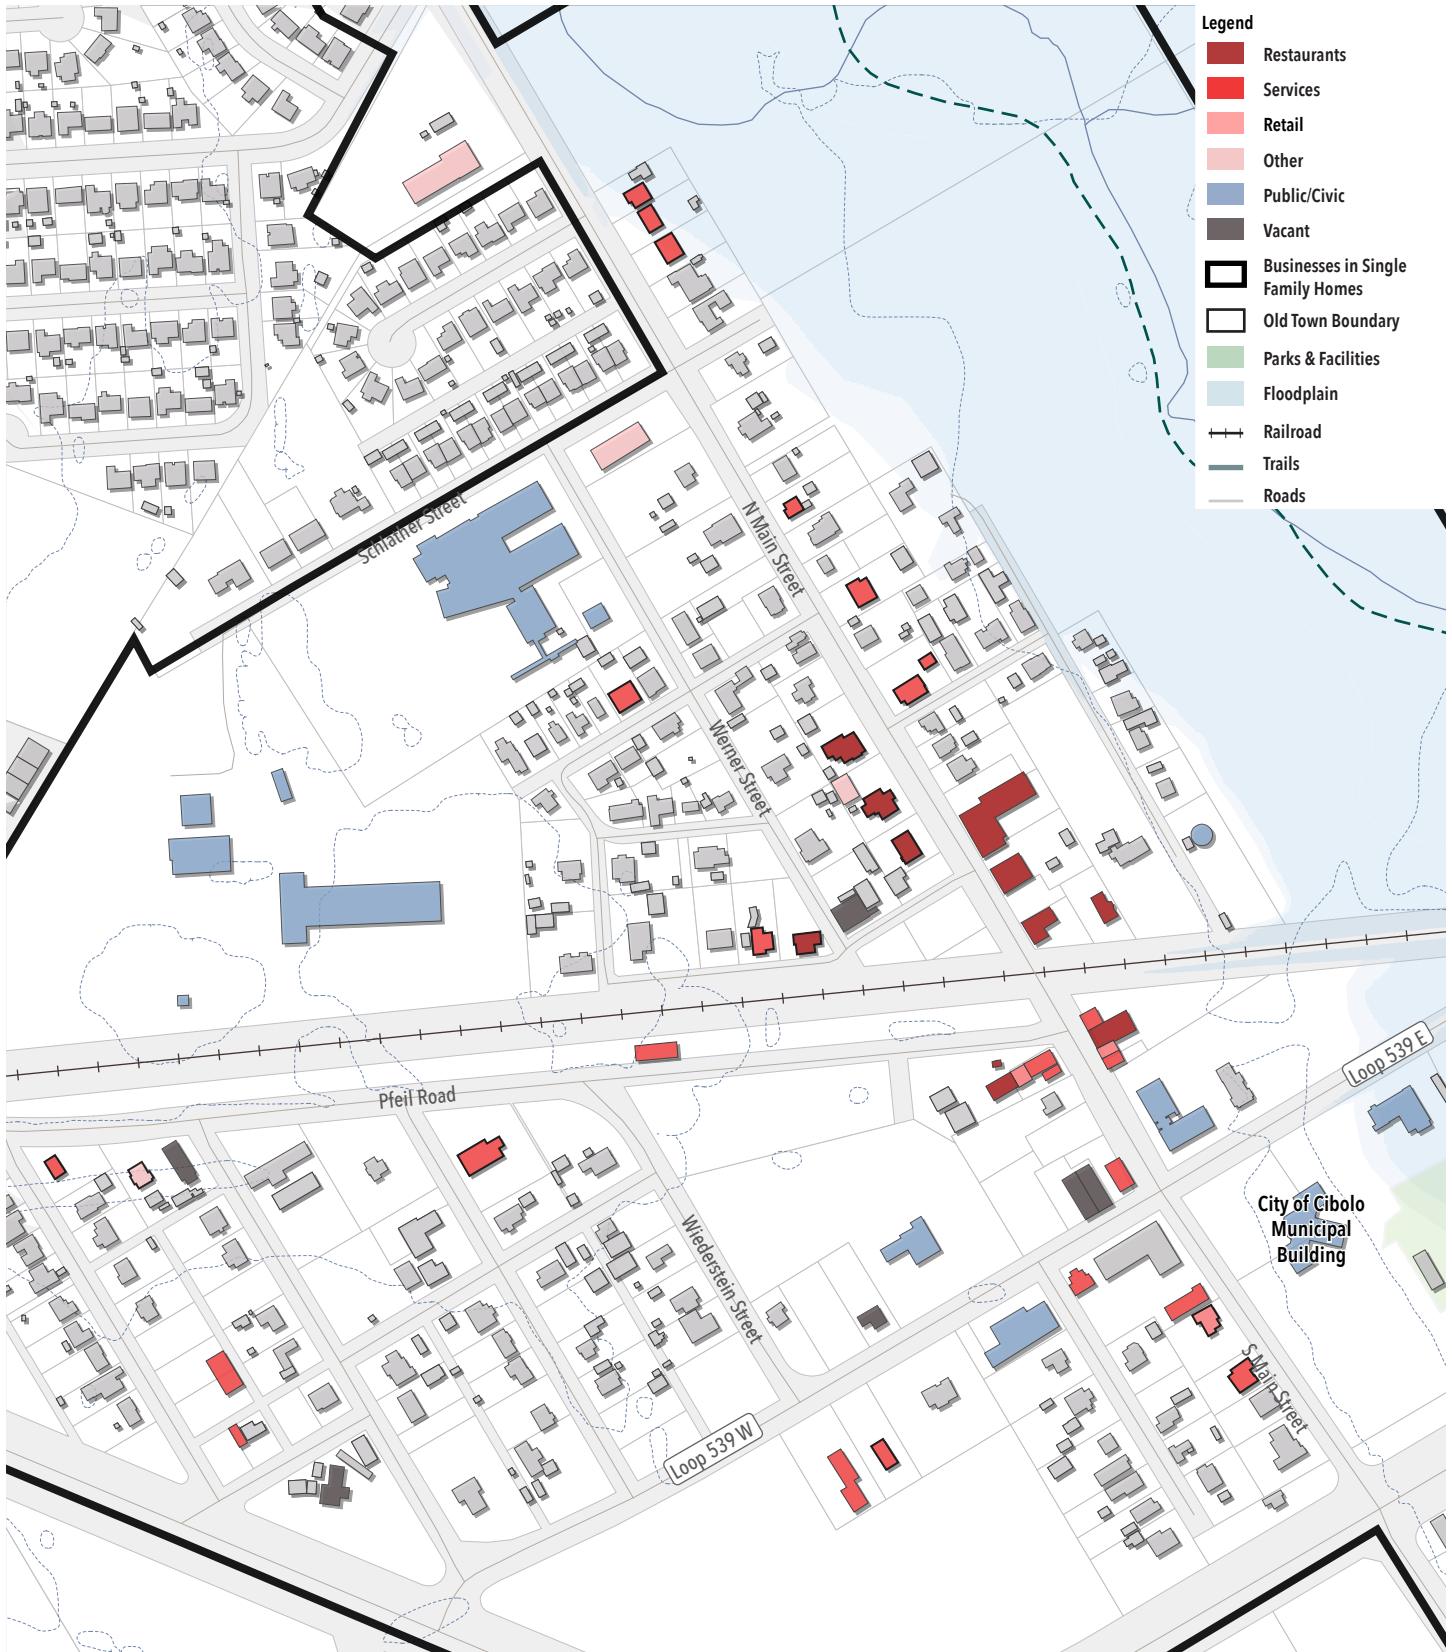 Legend
Restaurants
Services
Retail
Other
Public/Civic
Vacant
Businesses in Single
Family Homes
Old Town Boundary
Parks & Facilities
Floodplain
Railroad
Trails
Roads
Schlather Street
N Main Street
Werner Street
Pfeil Road
Loop 539 E
City of Cibolo
Municipal
Building
Wiederstein Street
S Main Street
Loop 539 W